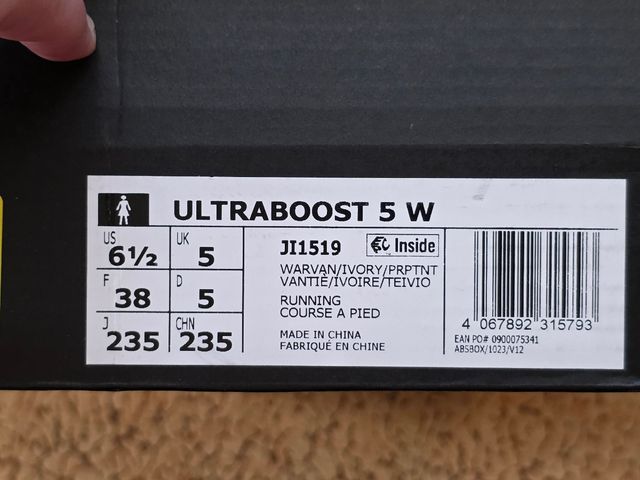 ULTRABOOST 5 W
US 6½ UK 5
F 38 D 5
J 235 CHN 235
JI1519 Inside
WARVAN/IVORY/PRPTNT
VANTIÈ/IVOIRE/TEIVIO
RUNNING
COURSE A PIED
MADE IN CHINA
FABRIQUÉ EN CHINE
4 067892 315793
EAN PO# 0900075341
ABSBOX/1023/V12